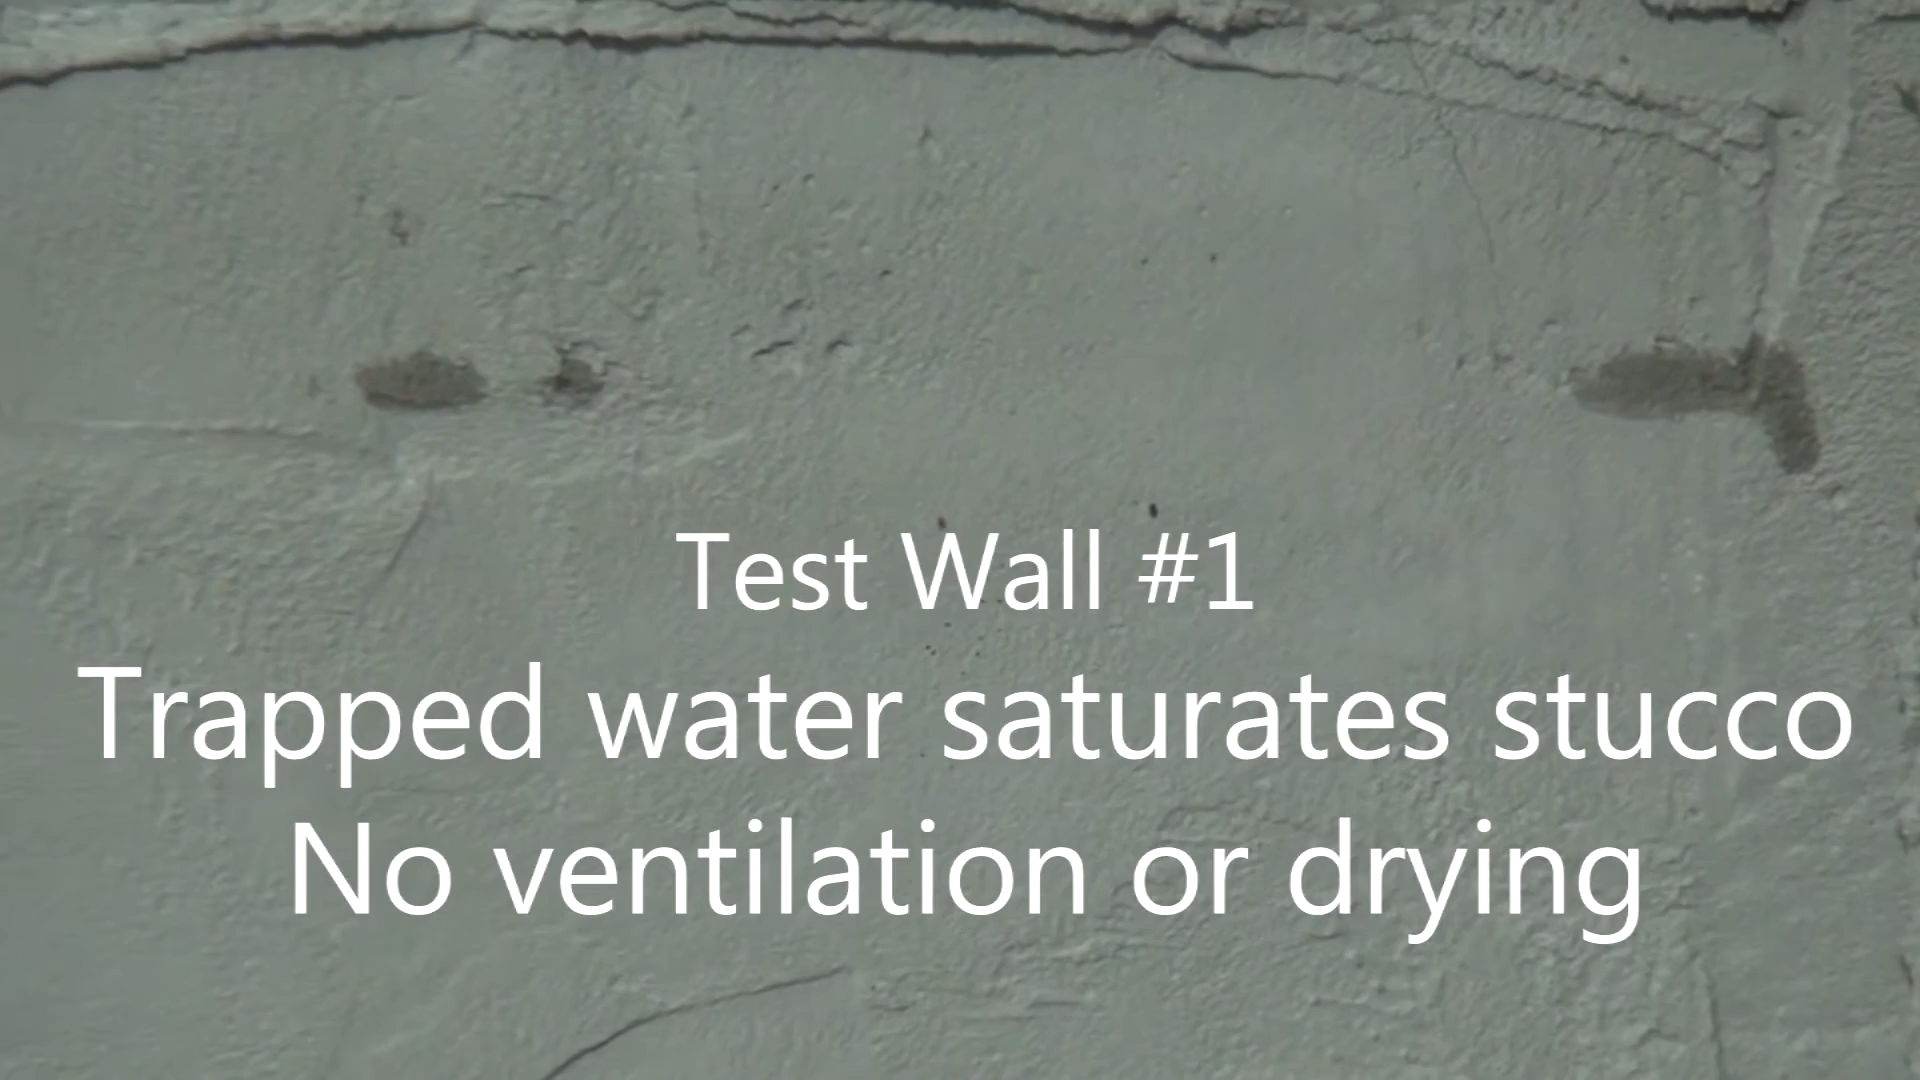 Test Wall #1
Trapped water saturates stucco
No ventilation or drying